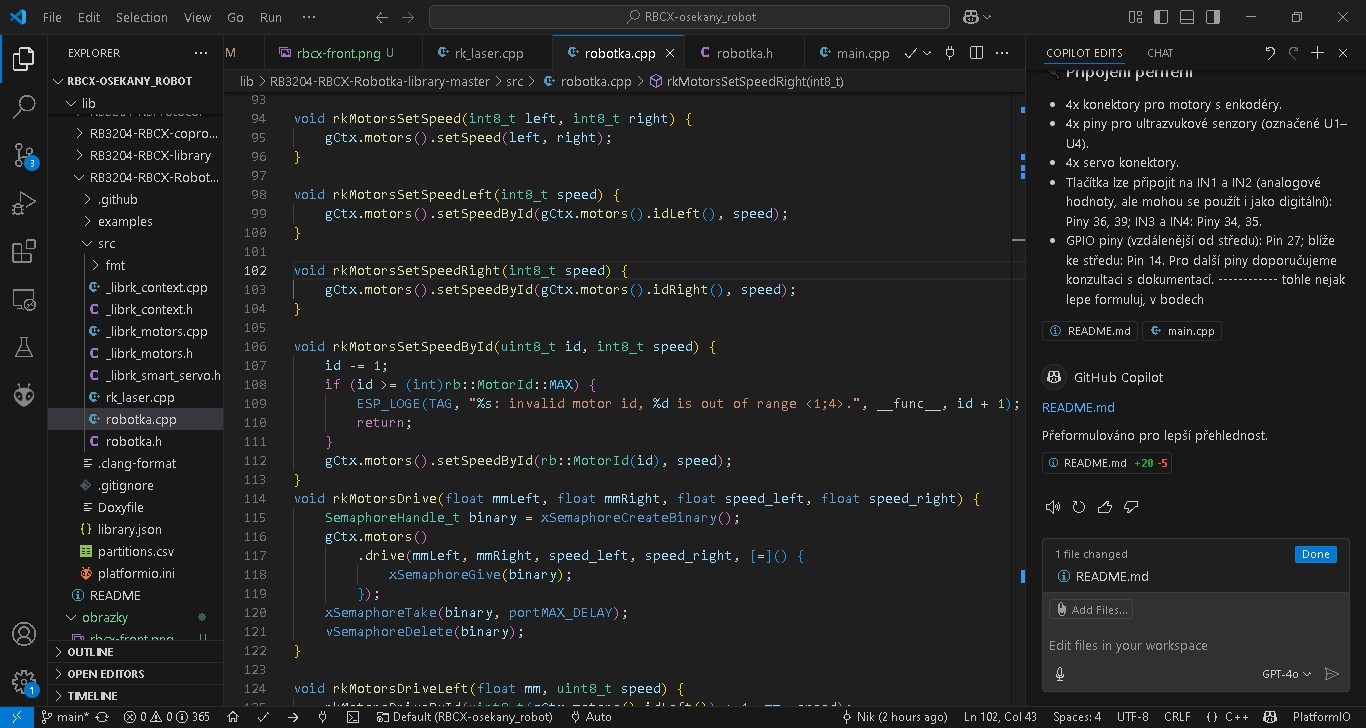 File Edit Selection View Go Run ··· RBCX-osekany_robot
EXPLORER ···
RBCX-OSEKANY_ROBOT
lib
RB3204-RBCX-copro...
RB3204-RBCX-library
RB3204-RBCX-Robot...
.github
examples
src
fmt
_librk_context.cpp
_librk_context.h
_librk_motors.cpp
_librk_motors.h
_librk_smart_servo.h
rk_laser.cpp
robotka.cpp
robotka.h
.clang-format
.gitignore
Doxyfile
library.json
partitions.csv
platformio.ini
README
obrazky
rbcx-front.png U
OUTLINE
OPEN EDITORS
TIMELINE
M rbcx-front.png U rk_laser.cpp robotka.cpp robotka.h main.cpp
lib > RB3204-RBCX-Robotka-library-master > src > robotka.cpp > rkMotorsSetSpeedRight(int8_t)
93
94 void rkMotorsSetSpeed(int8_t left, int8_t right) {
95 gCtx.motors().setSpeed(left, right);
96 }
97
98 void rkMotorsSetSpeedLeft(int8_t speed) {
99 gCtx.motors().setSpeedById(gCtx.motors().idLeft(), speed);
100 }
101
102 void rkMotorsSetSpeedRight(int8_t speed) {
103 gCtx.motors().setSpeedById(gCtx.motors().idRight(), speed);
104 }
105
106 void rkMotorsSetSpeedById(uint8_t id, int8_t speed) {
107 id -= 1;
108 if (id >= (int)rb::MotorId::MAX) {
109 ESP_LOGE(TAG, "%s: invalid motor id, %d is out of range <1;4>.", __func__, id + 1);
110 return;
111 }
112 gCtx.motors().setSpeedById(rb::MotorId(id), speed);
113 }
114 void rkMotorsDrive(float mmLeft, float mmRight, float speed_left, float speed_right) {
115 SemaphoreHandle_t binary = xSemaphoreCreateBinary();
116 gCtx.motors()
117 .drive(mmLeft, mmRight, speed_left, speed_right, [=]() {
118 xSemaphoreGive(binary);
119 });
120 xSemaphoreTake(binary, portMAX_DELAY);
121 vSemaphoreDelete(binary);
122 }
123
124 void rkMotorsDriveLeft(float mm, uint8_t speed) {
COPILOT EDITS CHAT
Připojení periferií
• 4x konektory pro motory s enkodéry.
• 4x piny pro ultrazvukové senzory (označené U1–
U4).
• 4x servo konektory.
• Tlačítka lze připojit na IN1 a IN2 (analogové
hodnoty, ale mohou se použít i jako digitální):
Piny 36, 39; IN3 a IN4: Piny 34, 35.
• GPIO piny (vzdálenější od středu): Pin 27; blíže
ke středu: Pin 14. Pro další piny doporučujeme
konzultaci s dokumentací. ------------ tohle nejak
lepe formuluj, v bodech
README.md main.cpp
GitHub Copilot
README.md
Přeformulováno pro lepší přehlednost.
README.md +20 -5
1 file changed Done
README.md
Add Files...
Edit files in your workspace
GPT-4o
3
1
main* 0 0 365 Default (RBCX-osekany_robot) Auto Nik (2 hours ago) Ln 102, Col 43 Spaces: 4 UTF-8 CRLF {} C++ PlatformIO